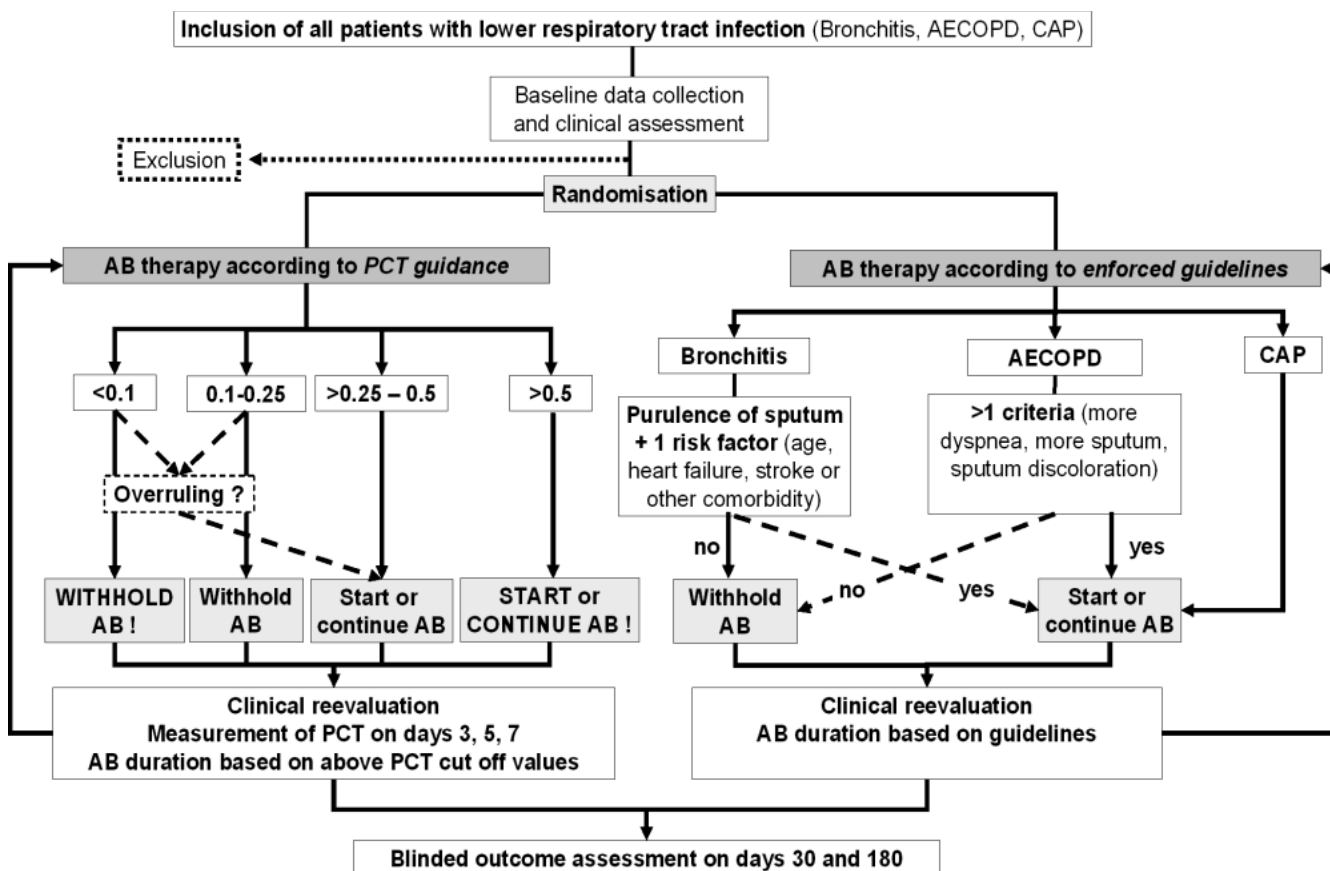 Inclusion of all patients with lower respiratory tract infection (Bronchitis, AECOPD, CAP)
Baseline data collection
and clinical assessment
Exclusion
Randomisation
AB therapy according to PCT guidance
AB therapy according to enforced guidelines
<0.1
0.1-0.25
>0.25 – 0.5
>0.5
Overruling ?
WITHHOLD
AB !
Withhold
AB
Start or
continue AB
START or
CONTINUE AB !
Bronchitis
AECOPD
CAP
Purulence of sputum
+ 1 risk factor (age,
heart failure, stroke or
other comorbidity)
>1 criteria (more
dyspnea, more sputum,
sputum discoloration)
no
no
yes
yes
Withhold
AB
Start or
continue AB
Clinical reevaluation
Measurement of PCT on days 3, 5, 7
AB duration based on above PCT cut off values
Clinical reevaluation
AB duration based on guidelines
Blinded outcome assessment on days 30 and 180